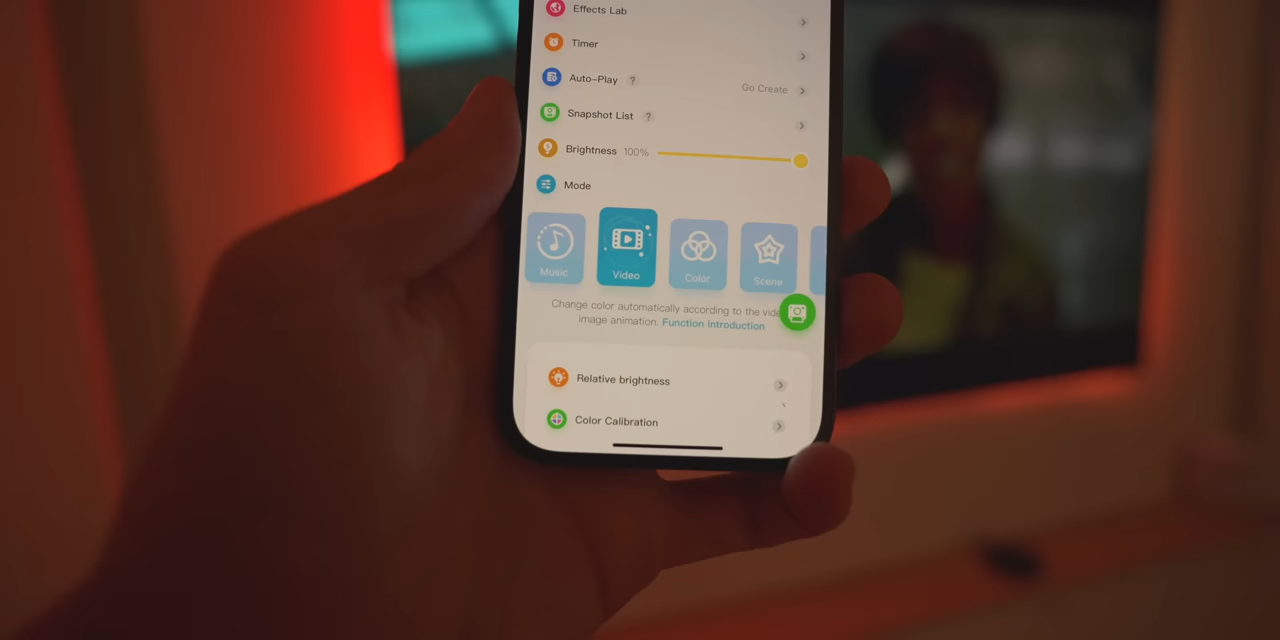 Effects Lab
Timer
Auto-Play ? Go Create
Snapshot List ?
Brightness 100%
Mode
Music Video Color Scene
Change color automatically according to the
image animation. Function Introduction
Relative brightness
Color Calibration